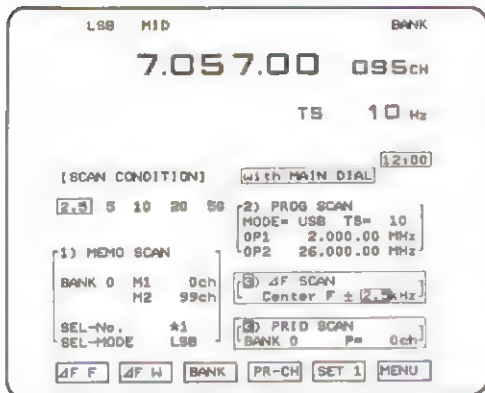 LSB MID BANK
7.057.00 095CH
TS 10 Hz
12:00
[SCAN CONDITION] with MAIN DIAL
2.5 5 10 20 50
2) PROG SCAN
MODE= USB TS= 10
OP1 2.000.00 MHz
OP2 26.000.00 MHz
1) MEMO SCAN
BANK 0 M1 0ch
M2 99ch
SEL-No. *1
SEL-MODE LSB
3) ΔF SCAN
Center F ± 2.5kHz
3) PRIO SCAN
BANK 0 P= 0ch
ΔF F ΔF W BANK PR-CH SET 1 MENU